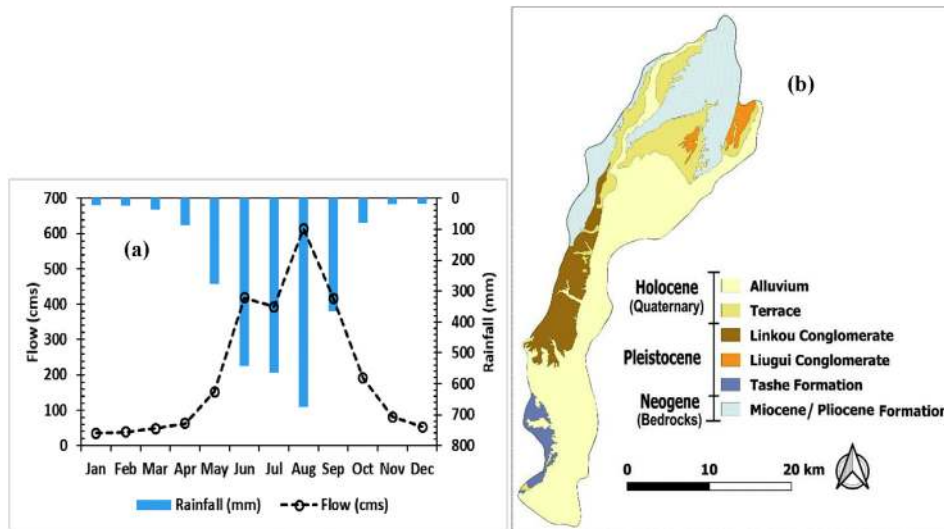 (a)
700
600
500
400
300
200
100
0
Flow (cms)
0
100
200
300
400
500
600
700
800
Rainfall (mm)
Jan Feb Mar Apr May Jun Jul Aug Sep Oct Nov Dec
Rainfall (mm) Flow (cms)
(b)
Holocene
(Quaternary)
Pleistocene
Neogene
(Bedrocks)
Alluvium
Terrace
Linkou Conglomerate
Liugui Conglomerate
Tashe Formation
Miocene/ Pliocene Formation
0 10 20 km